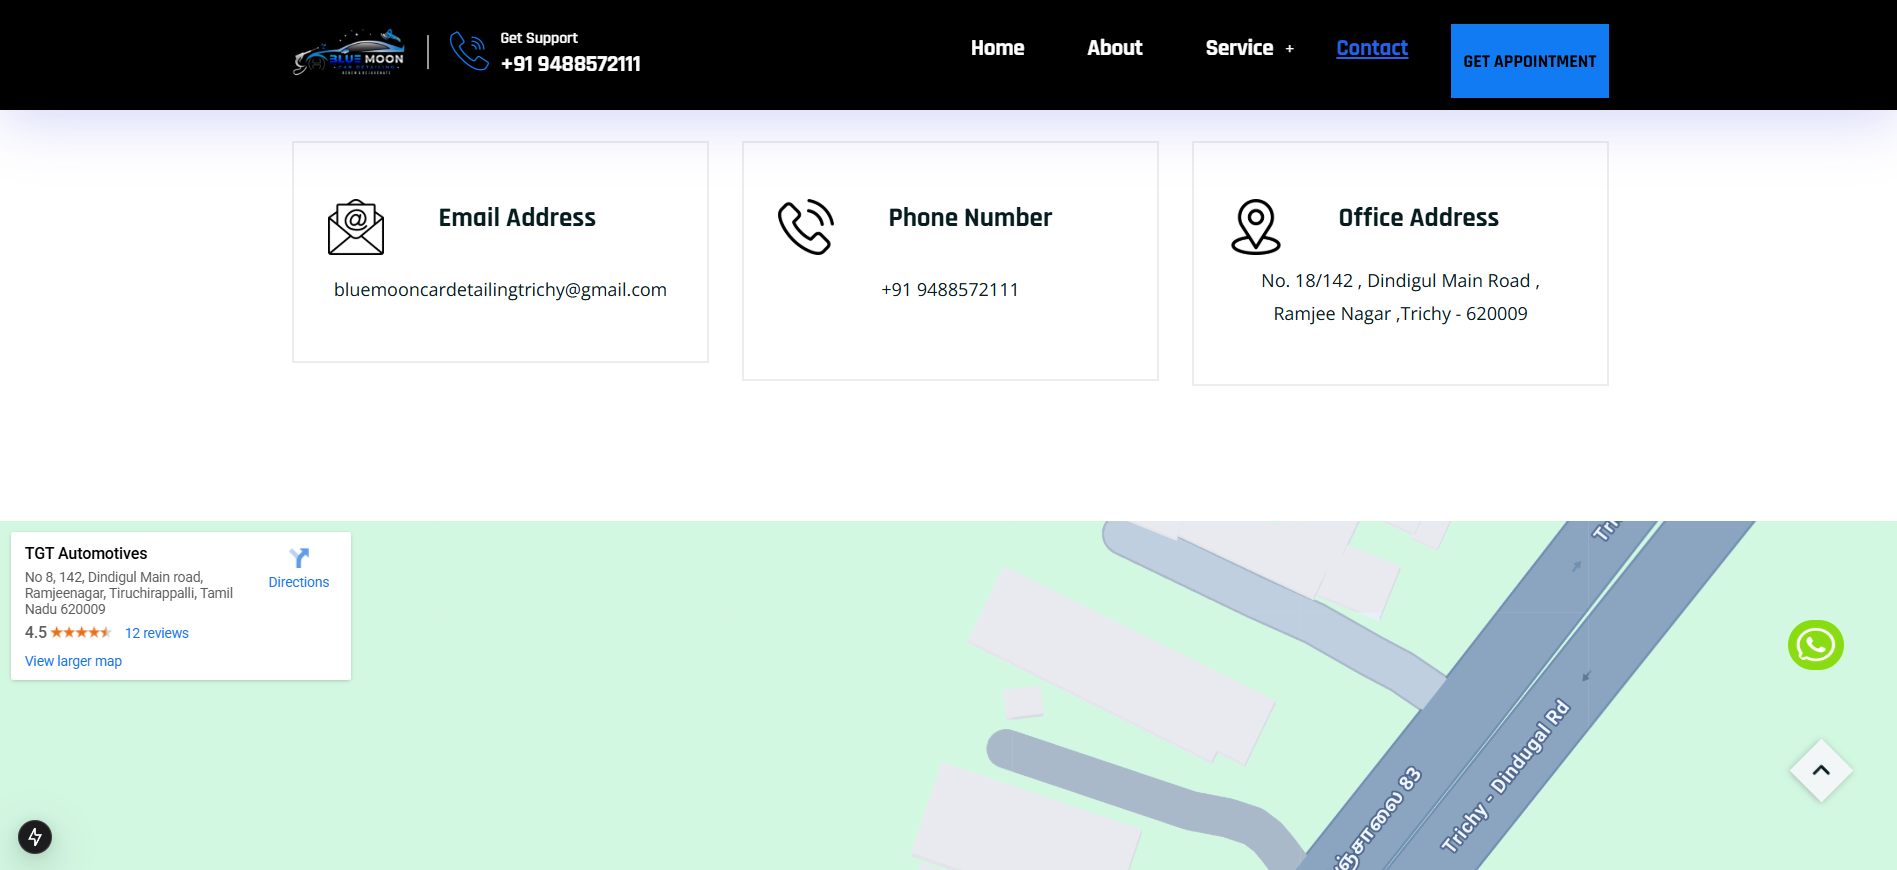 BLUE MOON
CAR DETAILING
Get Support
+91 9488572111
Home
About
Service +
Contact
GET APPOINTMENT
Email Address
bluemooncardetailingtrichy@gmail.com
Phone Number
+91 9488572111
Office Address
No. 18/142 , Dindigul Main Road ,
Ramjee Nagar ,Trichy - 620009
TGT Automotives
No 8, 142, Dindigul Main road,
Ramjeenagar, Tiruchirappalli, Tamil
Nadu 620009
Directions
4.5
12 reviews
View larger map
Trichy - Dindugal Rd